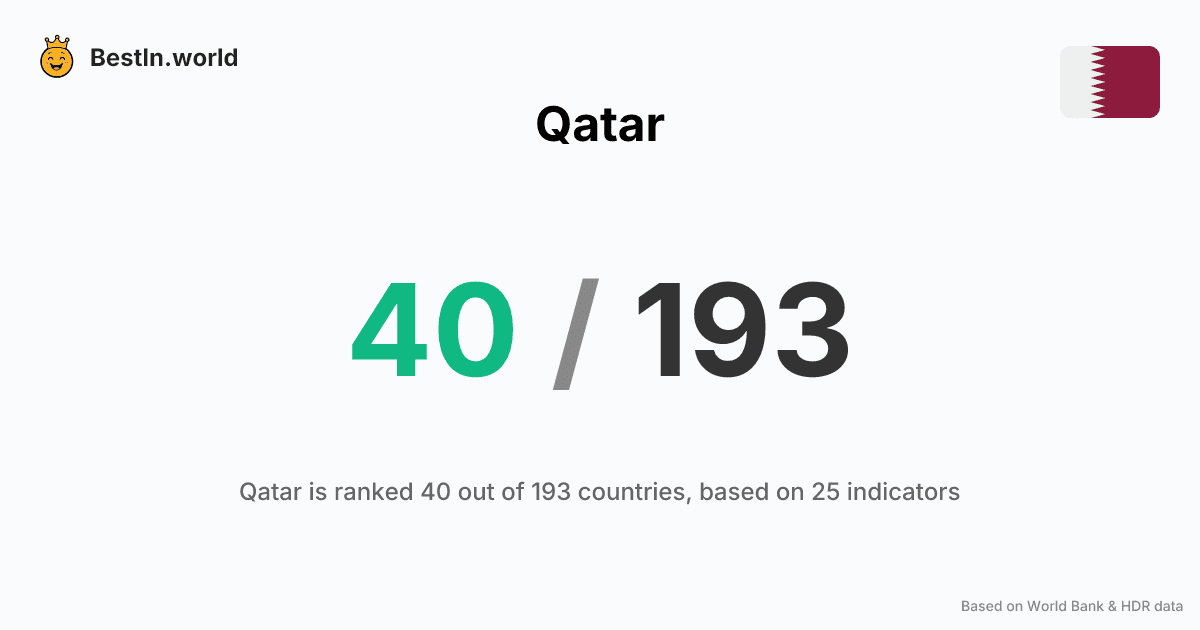 BestIn.world
Qatar
40 / 193
Qatar is ranked 40 out of 193 countries, based on 25 indicators
Based on World Bank & HDR data